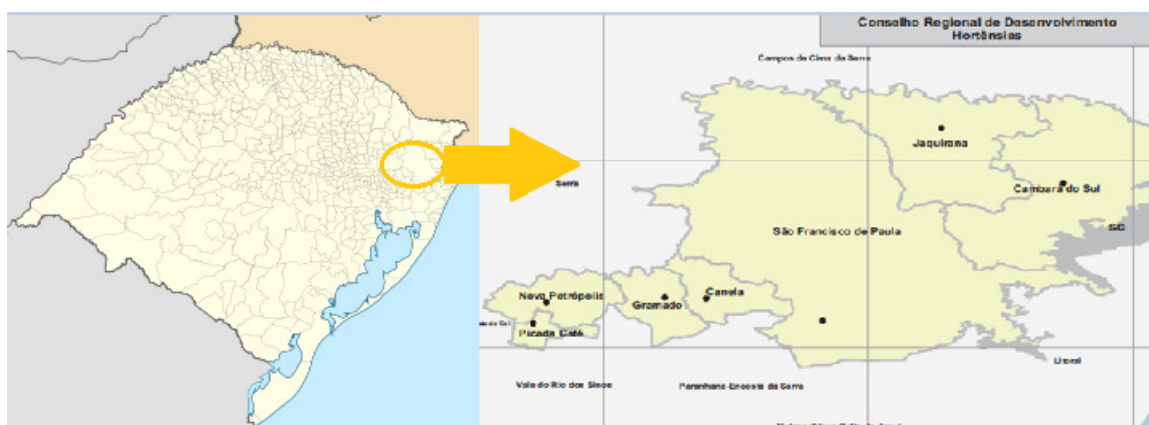 Conselho Regional de Desenvolvimento
Hortênsias
Campos de Cima da Serra
Jaquirana
Serra
Cambará do Sul
São Francisco de Paula
SC
Nova Petrópolis
Gramado
Canela
Picada Café
Litoral
Vale do Rio dos Sinos
Paranhana-Encosta da Serra